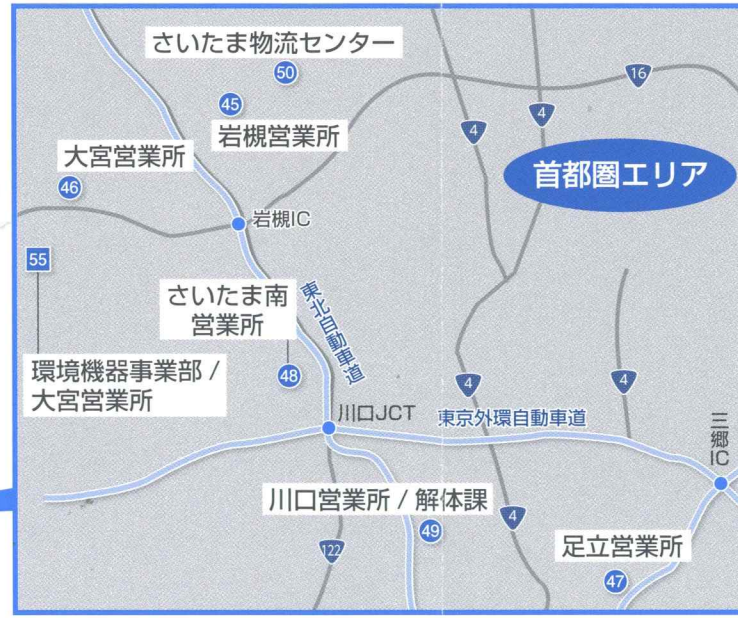 さいたま物流センター
50
45
岩槻営業所
16
4
4
首都圏エリア
大宮営業所
46
岩槻IC
55
さいたま南
営業所
東北自動車道
環境機器事業部 /
大宮営業所
48
4
4
川口JCT
東京外環自動車道
三郷IC
川口営業所 / 解体課
49
4
122
足立営業所
47